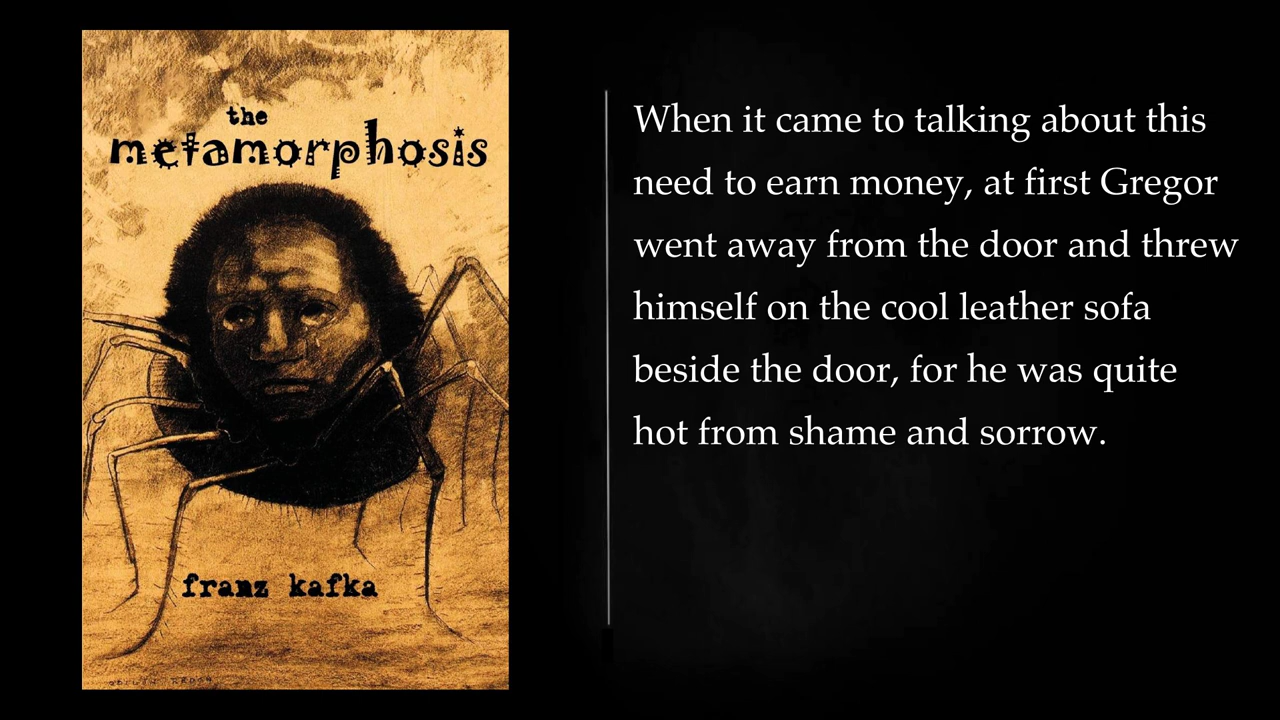 the
metamorphosis
franz kafka
When it came to talking about this
need to earn money, at first Gregor
went away from the door and threw
himself on the cool leather sofa
beside the door, for he was quite
hot from shame and sorrow.